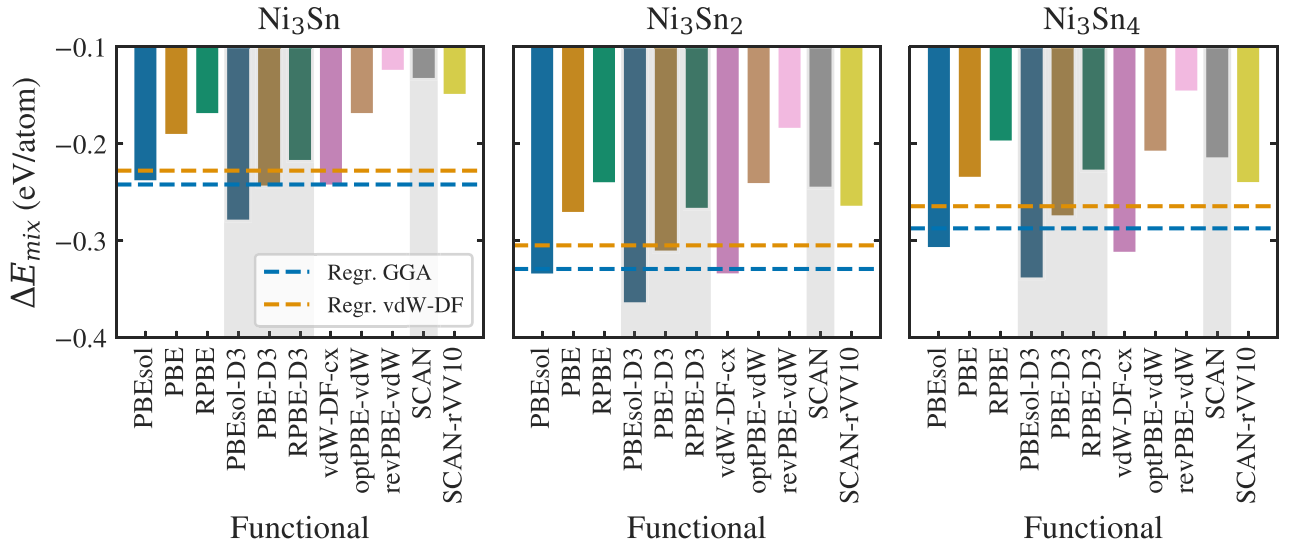 Ni₃Sn
Ni₃Sn₂
Ni₃Sn₄
ΔE_mix (eV/atom)
−0.1
−0.2
−0.3
−0.4
Regr. GGA
Regr. vdW-DF
PBEsol
PBE
RPBE
PBEsol-D3
PBE-D3
RPBE-D3
vdW-DF-cx
optPBE-vdW
revPBE-vdW
SCAN
SCAN-rVV10
PBEsol
PBE
RPBE
PBEsol-D3
PBE-D3
RPBE-D3
vdW-DF-cx
optPBE-vdW
revPBE-vdW
SCAN
SCAN-rVV10
PBEsol
PBE
RPBE
PBEsol-D3
PBE-D3
RPBE-D3
vdW-DF-cx
optPBE-vdW
revPBE-vdW
SCAN
SCAN-rVV10
Functional
Functional
Functional